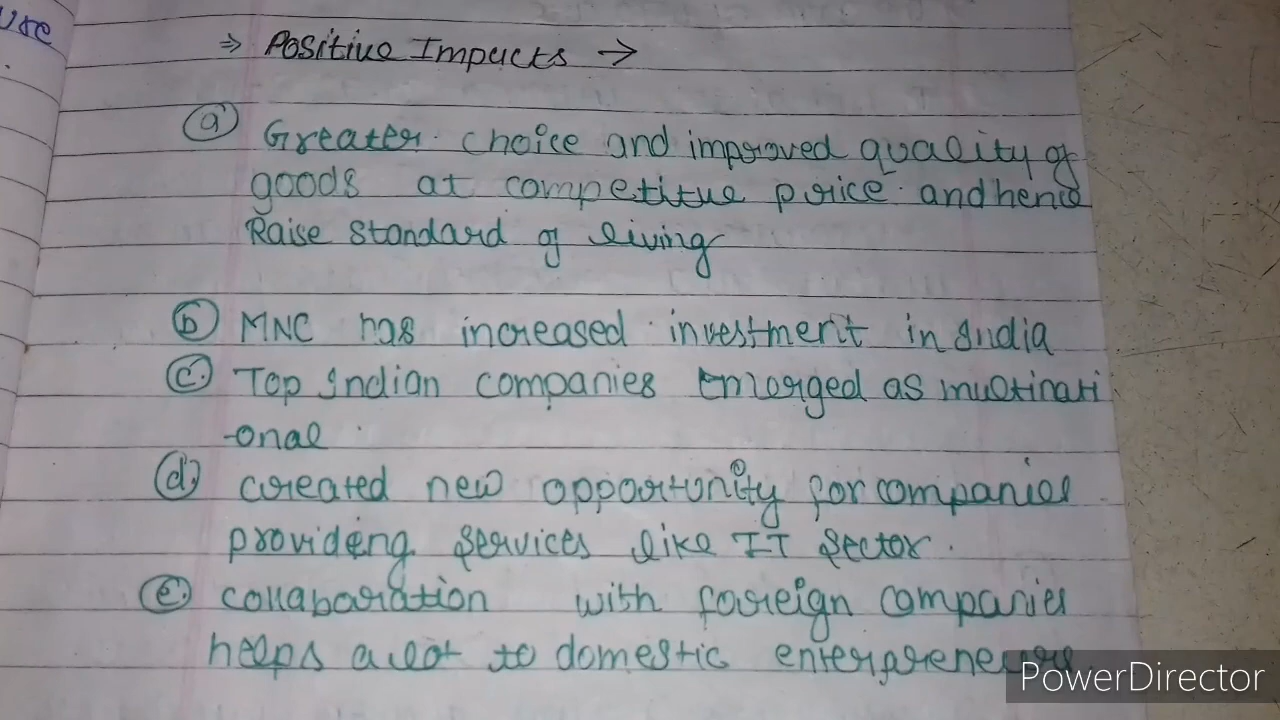 use
⇒ Positive Impacts →
(a) Greater choice and improved quality of
goods at competitue price and hence
Raise standard of living
(b) MNC has increased investment in India
(c) Top Indian companies Emerged as multinati
-onal
(d) created new opportunity for companies
providing services like IT sector.
(e) collaboration with foreign companies
helps a lot to domestic enterpreneurs
PowerDirector